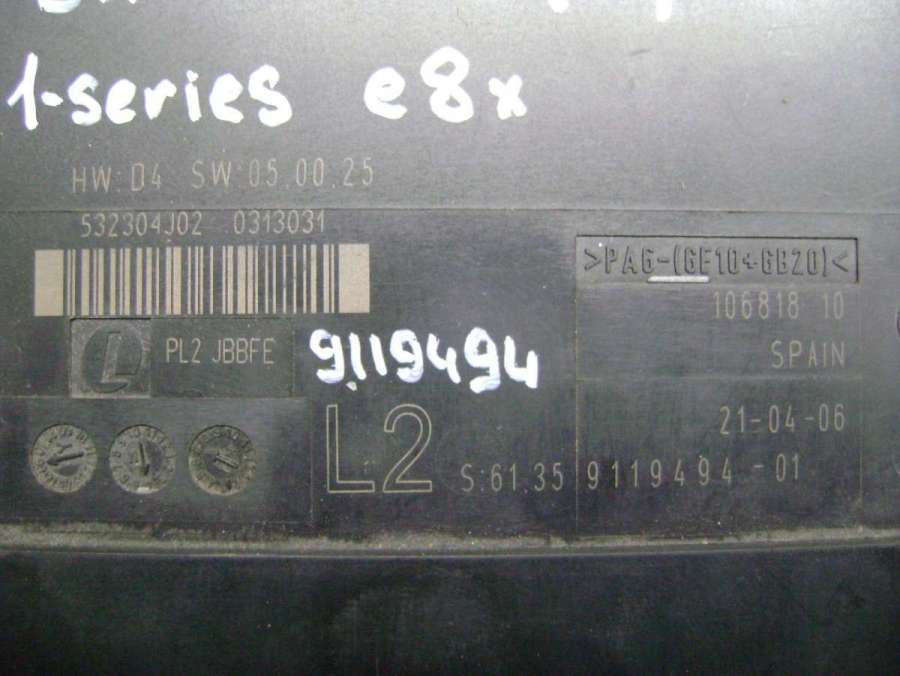 1-series e8x
HW:04 SW:05.00.25
532304J02 0313031
>PA6-(GF10+GB20)<
106818 10
PL2 JBBFE
9119494
SPAIN
21-04-06
L2
S:61.35 9119494-01